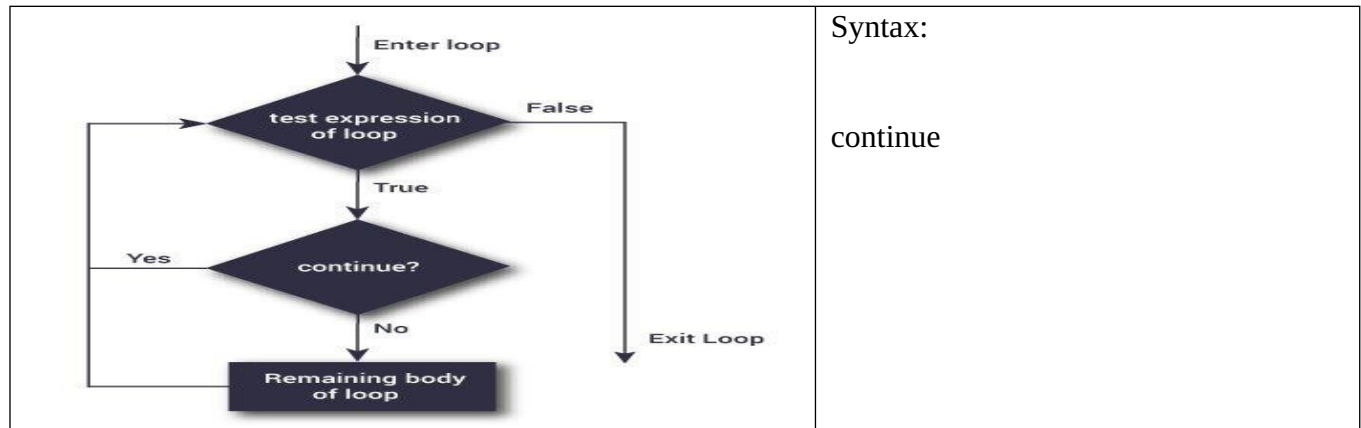 Enter loop
test expression
of loop
False
True
Yes
continue?
No
Exit Loop
Remaining body
of loop
Syntax:
continue